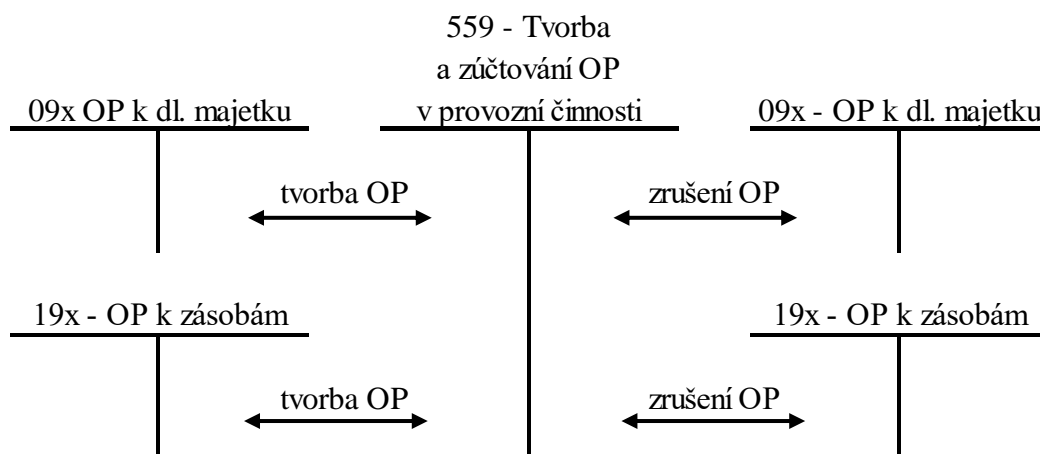 559 - Tvorba
a zúčtování OP
09x OP k dl. majetku
v provozní činnosti
09x - OP k dl. majetku
tvorba OP
zrušení OP
19x - OP k zásobám
19x - OP k zásobám
tvorba OP
zrušení OP